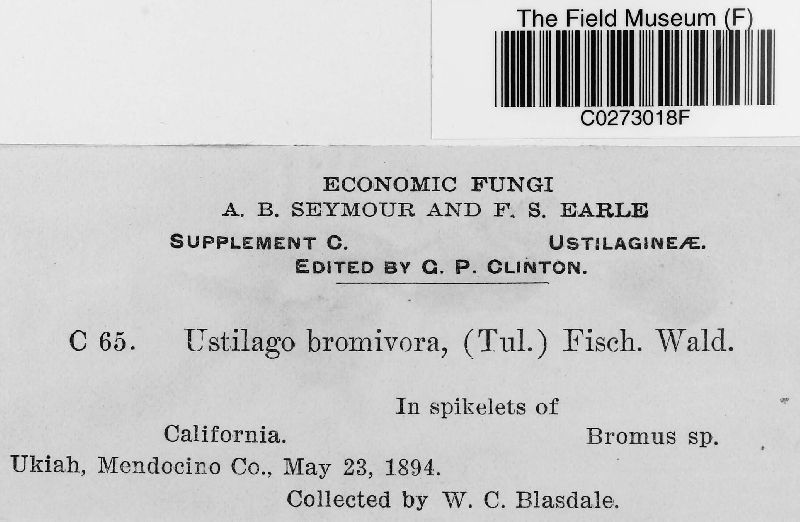 The Field Museum (F)
C0273018F
ECONOMIC FUNGI
A. B. SEYMOUR AND F. S. EARLE
SUPPLEMENT C. USTILAGINEÆ.
EDITED BY G. P. CLINTON.
C 65. Ustilago bromivora, (Tul.) Fisch. Wald.
In spikelets of
California. Bromus sp.
Ukiah, Mendocino Co., May 23, 1894.
Collected by W. C. Blasdale.